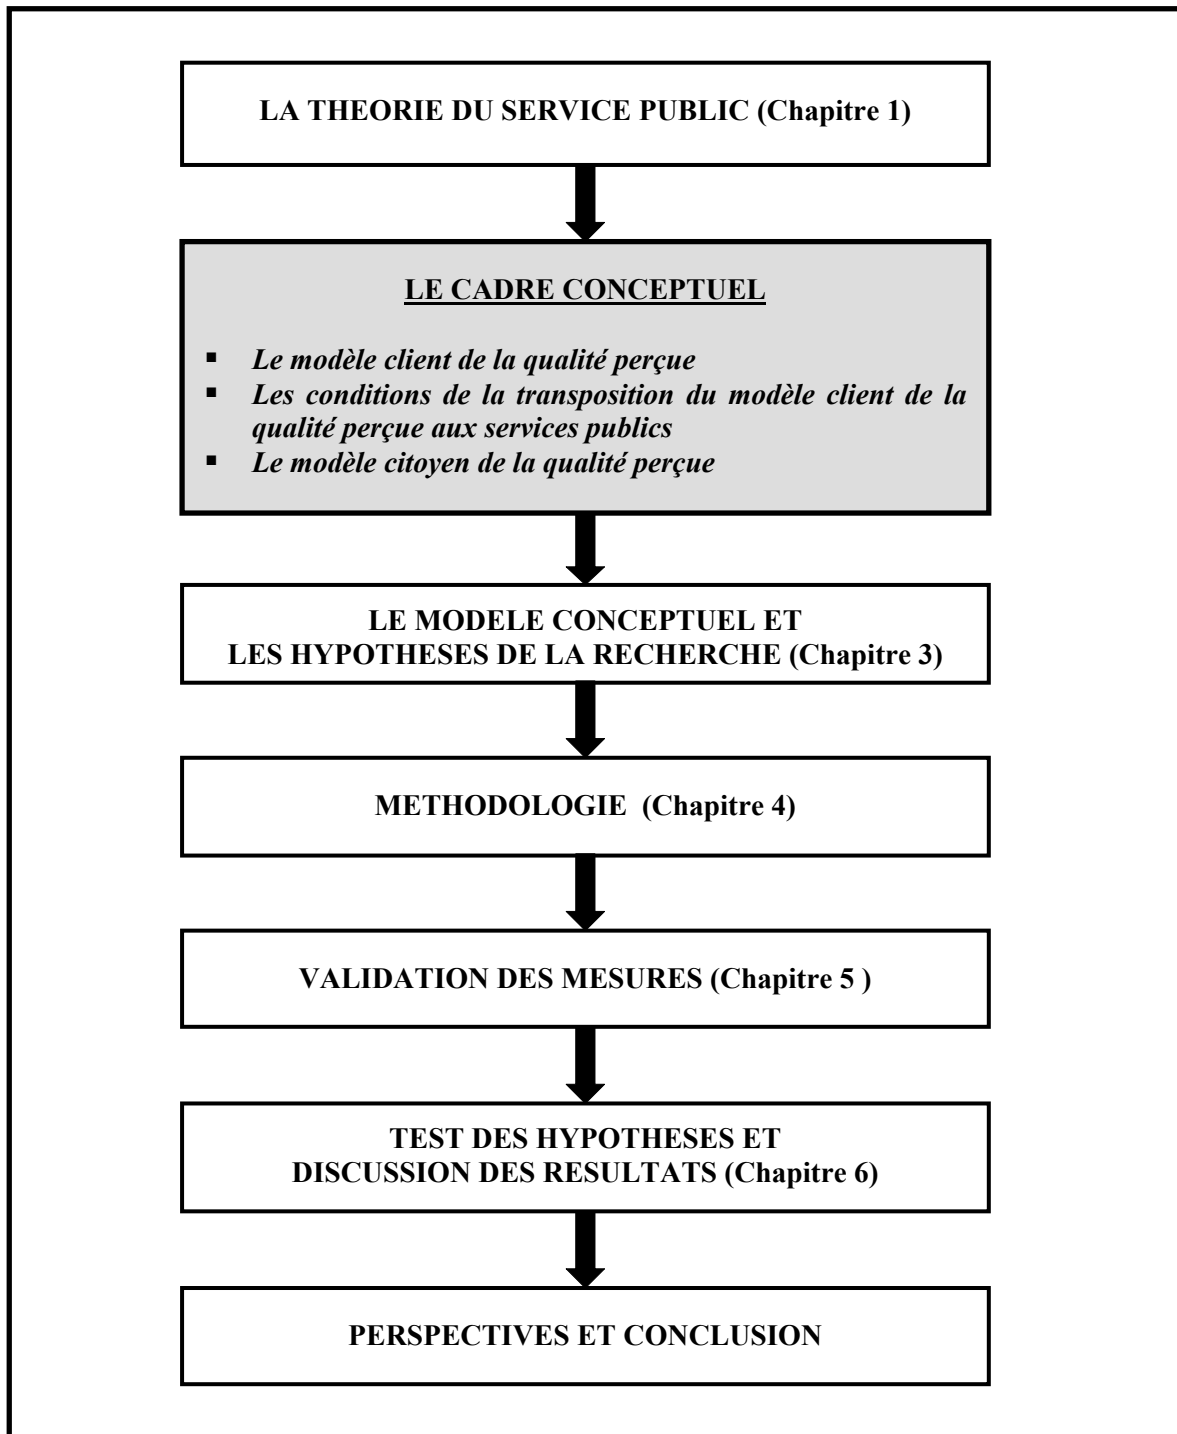 LA THEORIE DU SERVICE PUBLIC (Chapitre 1)
LE CADRE CONCEPTUEL
▪ Le modèle client de la qualité perçue
▪ Les conditions de la transposition du modèle client de la
qualité perçue aux services publics
▪ Le modèle citoyen de la qualité perçue
LE MODELE CONCEPTUEL ET
LES HYPOTHESES DE LA RECHERCHE (Chapitre 3)
METHODOLOGIE (Chapitre 4)
VALIDATION DES MESURES (Chapitre 5 )
TEST DES HYPOTHESES ET
DISCUSSION DES RESULTATS (Chapitre 6)
PERSPECTIVES ET CONCLUSION